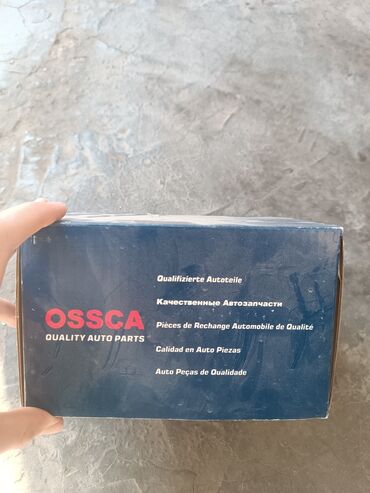 OSSCA
QUALITY AUTO PARTS
Qualifizierte Autoteile
Качественные Автозапчасти
Pièces de Rechange Automobile de Qualité
Calidad en Auto Piezas
Auto Peças de Qualidade